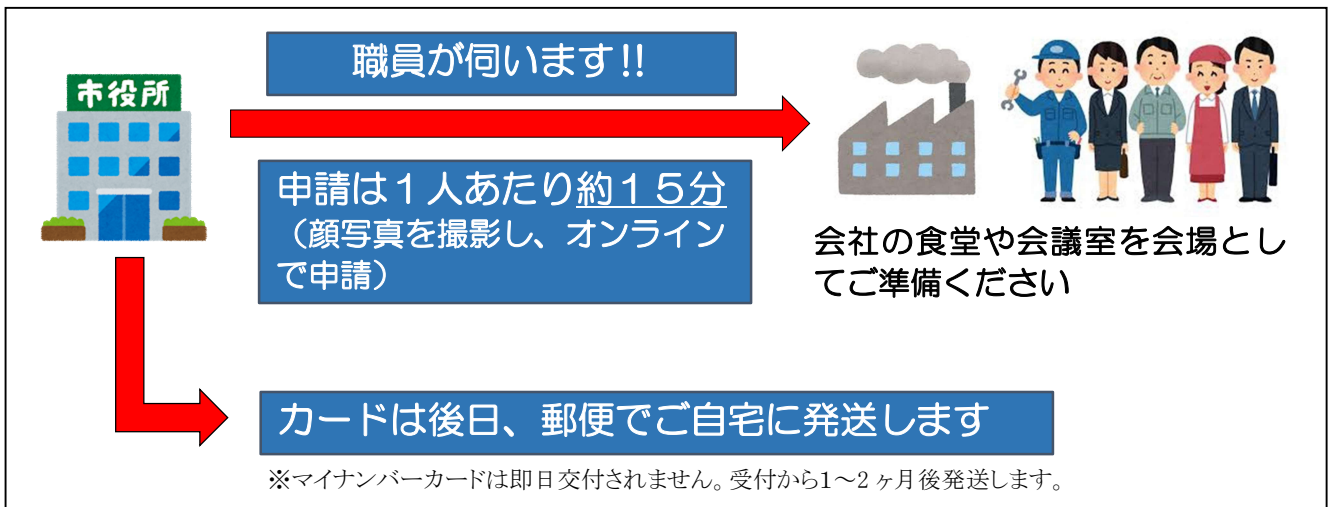 市役所
職員が伺います!!
申請は１人あたり約１５分
（顔写真を撮影し、オンライン
で申請）
会社の食堂や会議室を会場とし
てご準備ください
カードは後日、郵便でご自宅に発送します
※マイナンバーカードは即日交付されません。受付から1～2ヶ月後発送します。